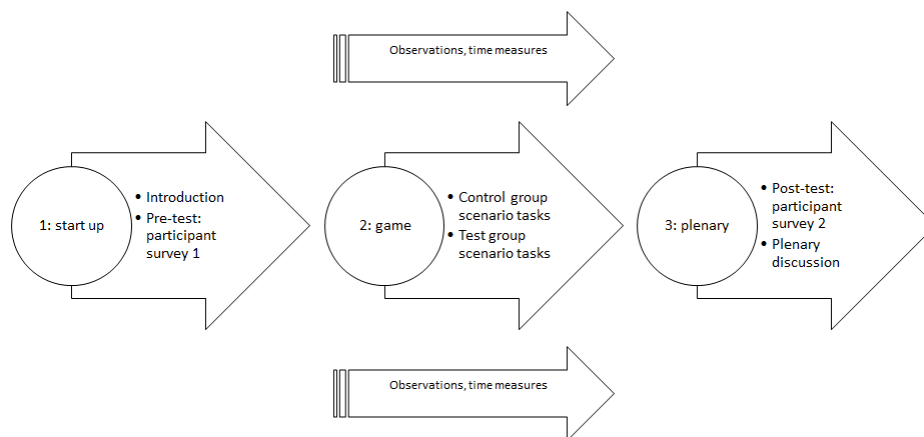 Observations, time measures
1: start up
• Introduction
• Pre-test:
participant
survey 1
2: game
• Control group
scenario tasks
• Test group
scenario tasks
3: plenary
• Post-test:
participant
survey 2
• Plenary
discussion
Observations, time measures